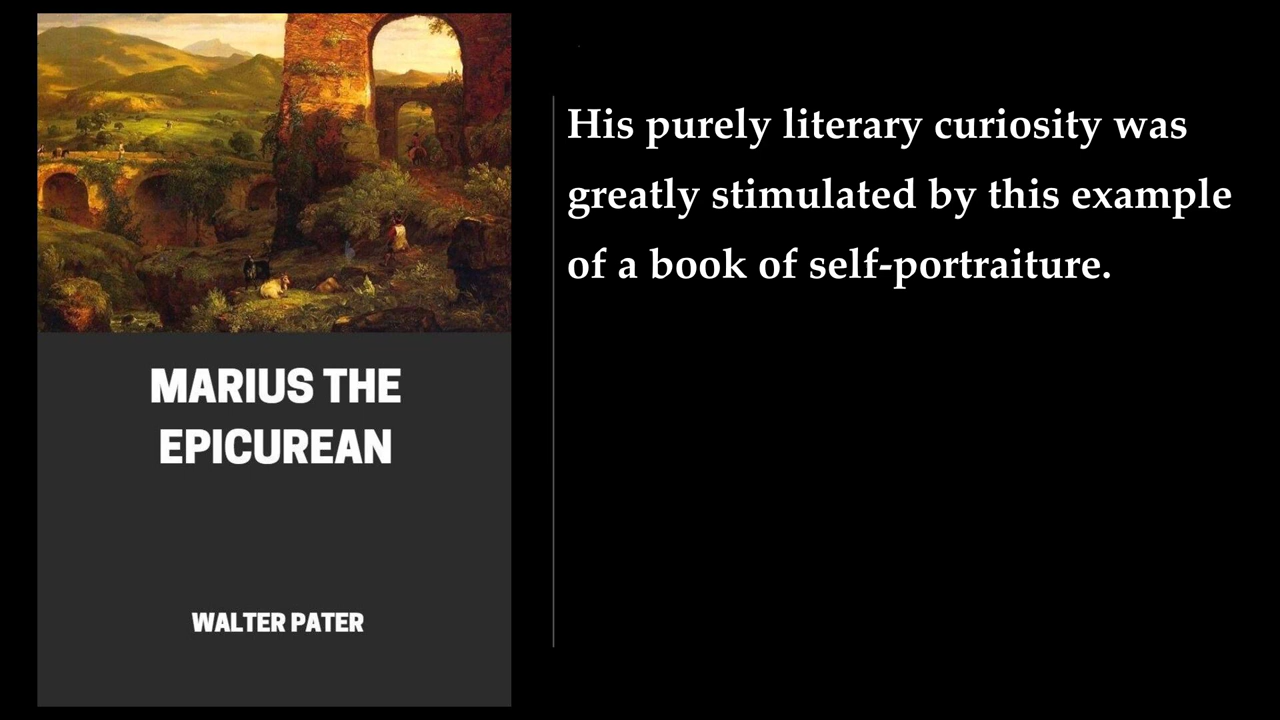 MARIUS THE
EPICUREAN
WALTER PATER
His purely literary curiosity was
greatly stimulated by this example
of a book of self-portraiture.